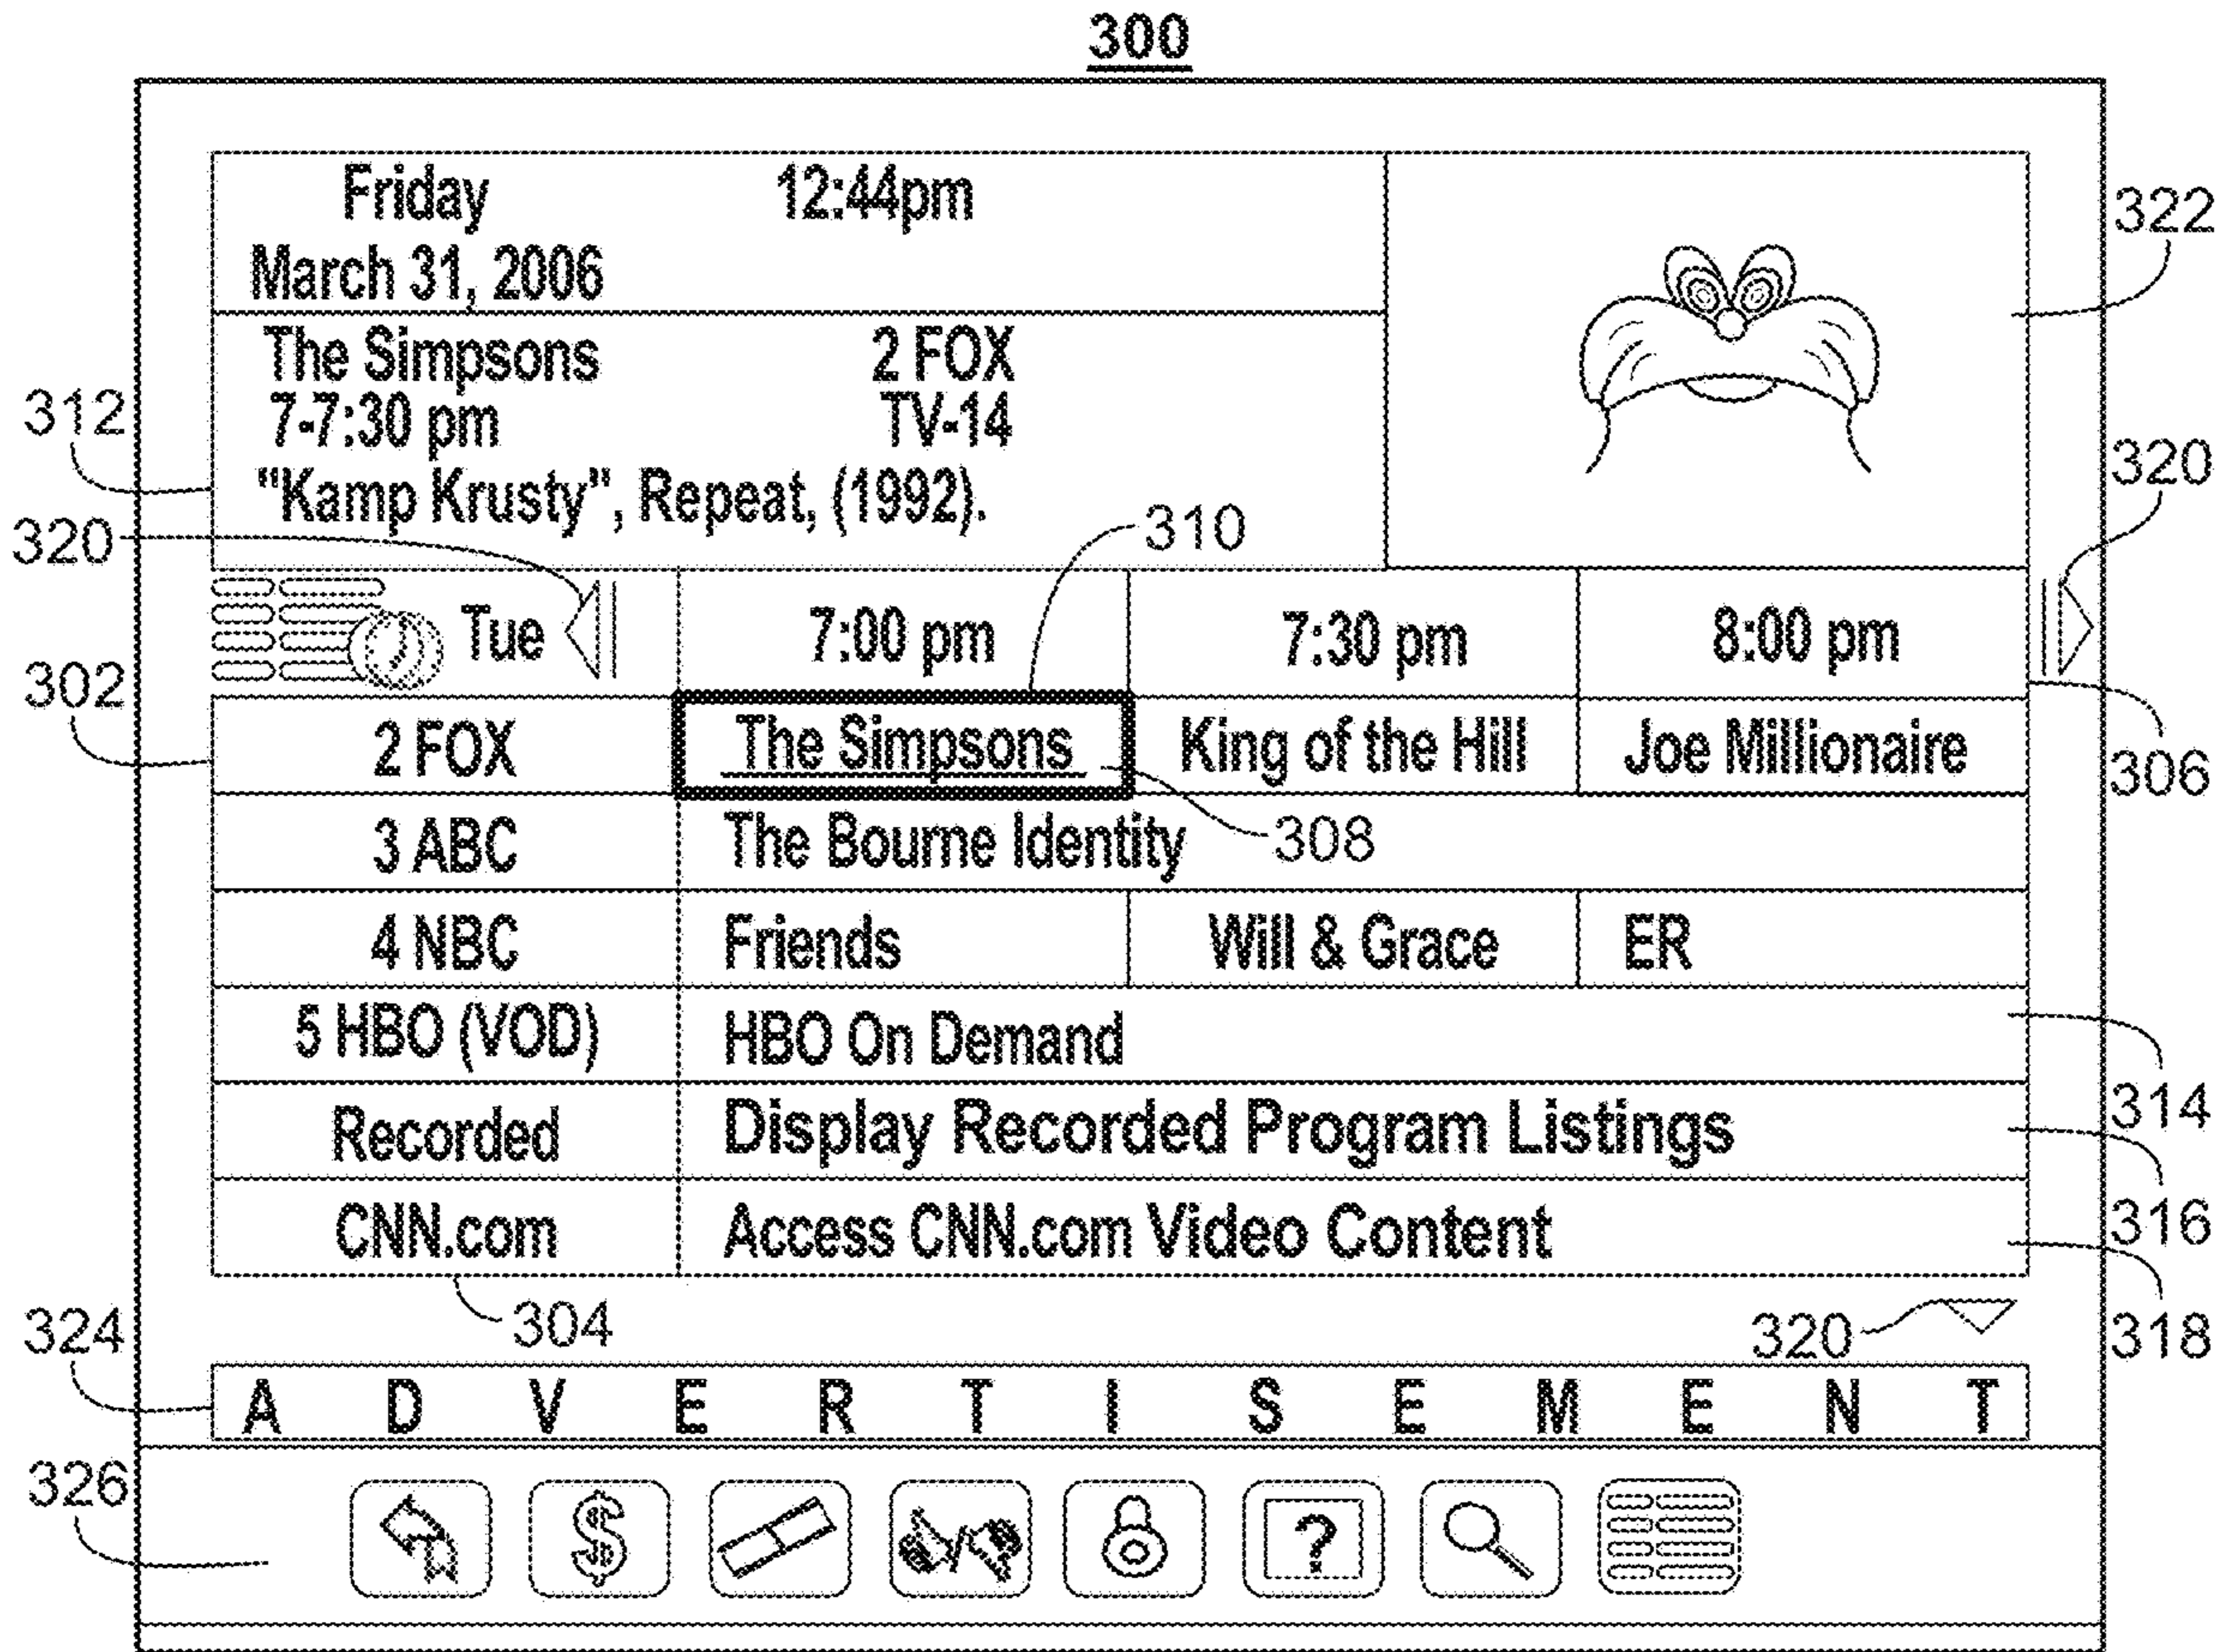 300
Friday 12:44pm
March 31, 2006
322
The Simpsons 2 FOX
312 7-7:30 pm TV-14
320
"Kamp Krusty", Repeat, (1992).
320 310
Tue 7:00 pm 7:30 pm 8:00 pm
302
2 FOX The Simpsons King of the Hill Joe Millionaire
306
3 ABC The Bourne Identity 308
4 NBC Friends Will & Grace ER
5 HBO (VOD) HBO On Demand
314
Recorded Display Recorded Program Listings
316
CNN.com Access CNN.com Video Content
324 304 320 318
A D V E R T I S E M E N T
326
$ / ?